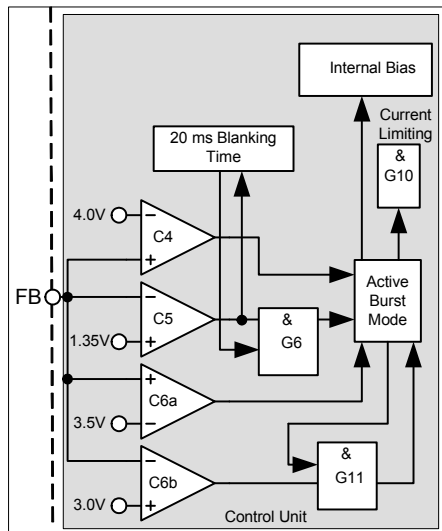 Internal Bias
Current
Limiting
20 ms Blanking
Time
&
G10
4.0V
−
+
C4
FB
−
+
C5
1.35V
&
G6
Active
Burst
Mode
+
−
C6a
3.5V
−
+
C6b
3.0V
&
G11
Control Unit